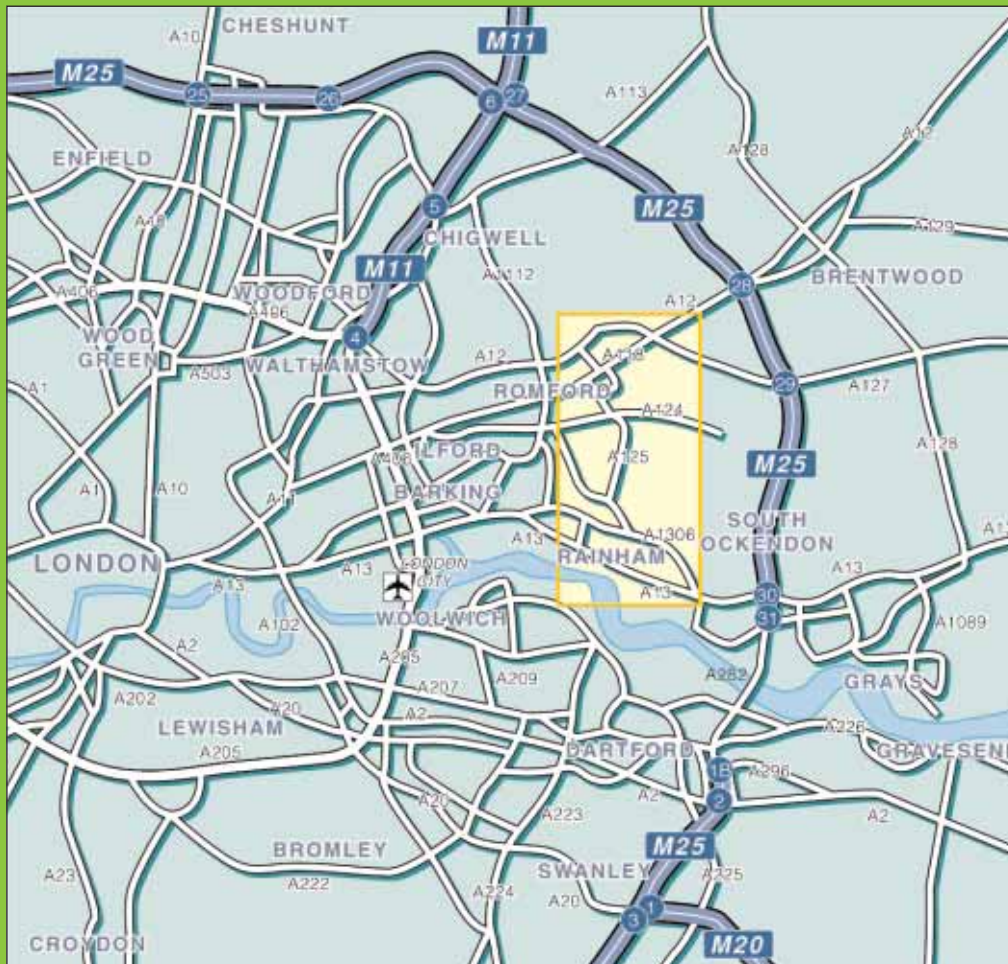 A10
CHESHUNT
M11
M25
25
26
6
27
A113
A12
A128
ENFIELD
5
M25
CHIGWELL
A129
A406
M11
A1112
WOODFORD
A406
28
BRENTWOOD
A12
WOOD
GREEN
4
WALTHAMSTOW
A503
A12
A118
29
A1
ROMFORD
A127
A124
A128
A406
ILFORD
A125
M25
A1
A10
A11
BARKING
SOUTH
OCKENDON
A13
A1306
LONDON
A13
LONDON
CITY
RAINHAM
A13
A13
A13
30
31
A102
WOOLWICH
A1089
A2
A205
A209
A282
A202
A20
A207
GRAYS
LEWISHAM
A2
A226
A205
DARTFORD
GRAVESEN
1B
A296
A20
A223
A2
2
A2
BROMLEY
M25
A23
A222
SWANLEY
A225
A224
A20
1
3
CROYDON
M20